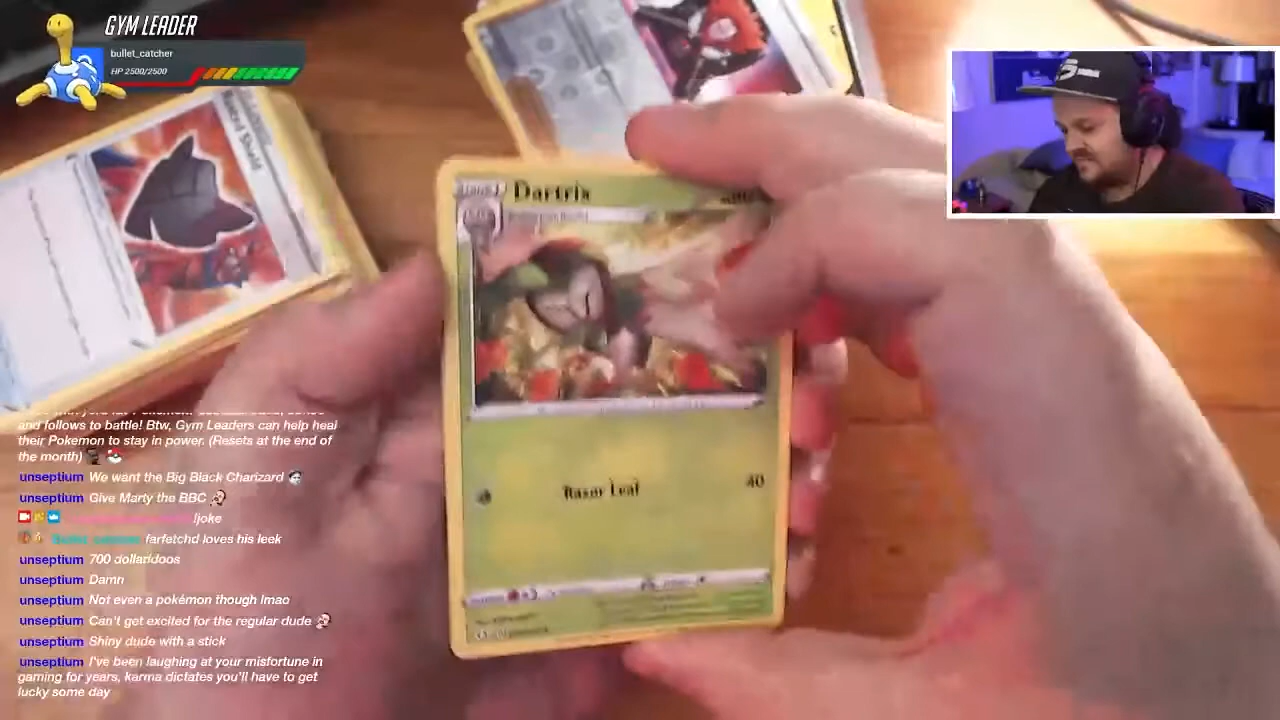 GYM LEADER
bullet_catcher
HP 2500/2500
Dartrix
Razor Leaf
40
and follows to battle! Btw, Gym Leaders can help heal
their Pokemon to stay in power. (Resets at the end of
the month)
unseptium We want the Big Black Charizard
unseptium Give Marty the BBC
!joke
farfetchd loves his leek
unseptium 700 dollaridoos
unseptium Damn
unseptium Not even a pokémon though lmao
unseptium Can't get excited for the regular dude
unseptium Shiny dude with a stick
unseptium I've been laughing at your misfortune in
gaming for years, karma dictates you'll have to get
lucky some day